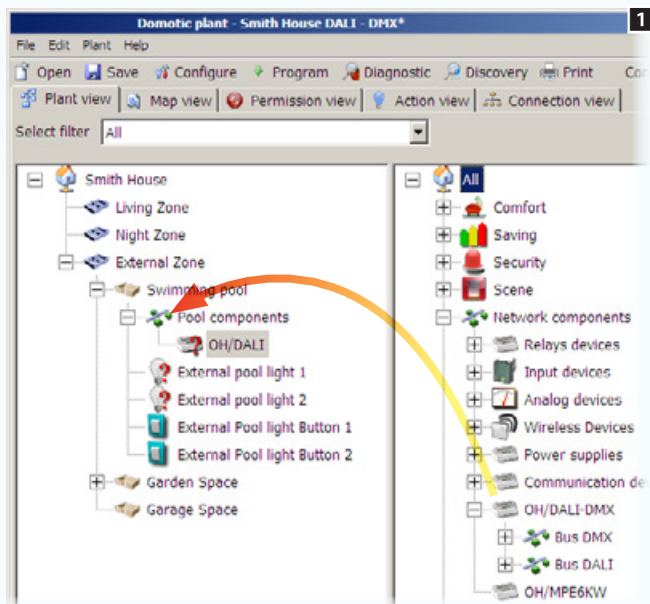 Domotic plant - Smith House DALI - DMX*
1
File Edit Plant Help
Open Save Configure Program Diagnostic Discovery Print
Plant view Map view Permission view Action view Connection view
Select filter All
Smith House
Living Zone
Night Zone
External Zone
Swimming pool
Pool components
OH/DALI
External pool light 1
External pool light 2
External Pool light Button 1
External Pool light Button 2
Garden Space
Garage Space
All
Comfort
Saving
Security
Scene
Network components
Relays devices
Input devices
Analog devices
Wireless Devices
Power supplies
Communication de
OH/DALI-DMX
Bus DMX
Bus DALI
OH/MPE6KW